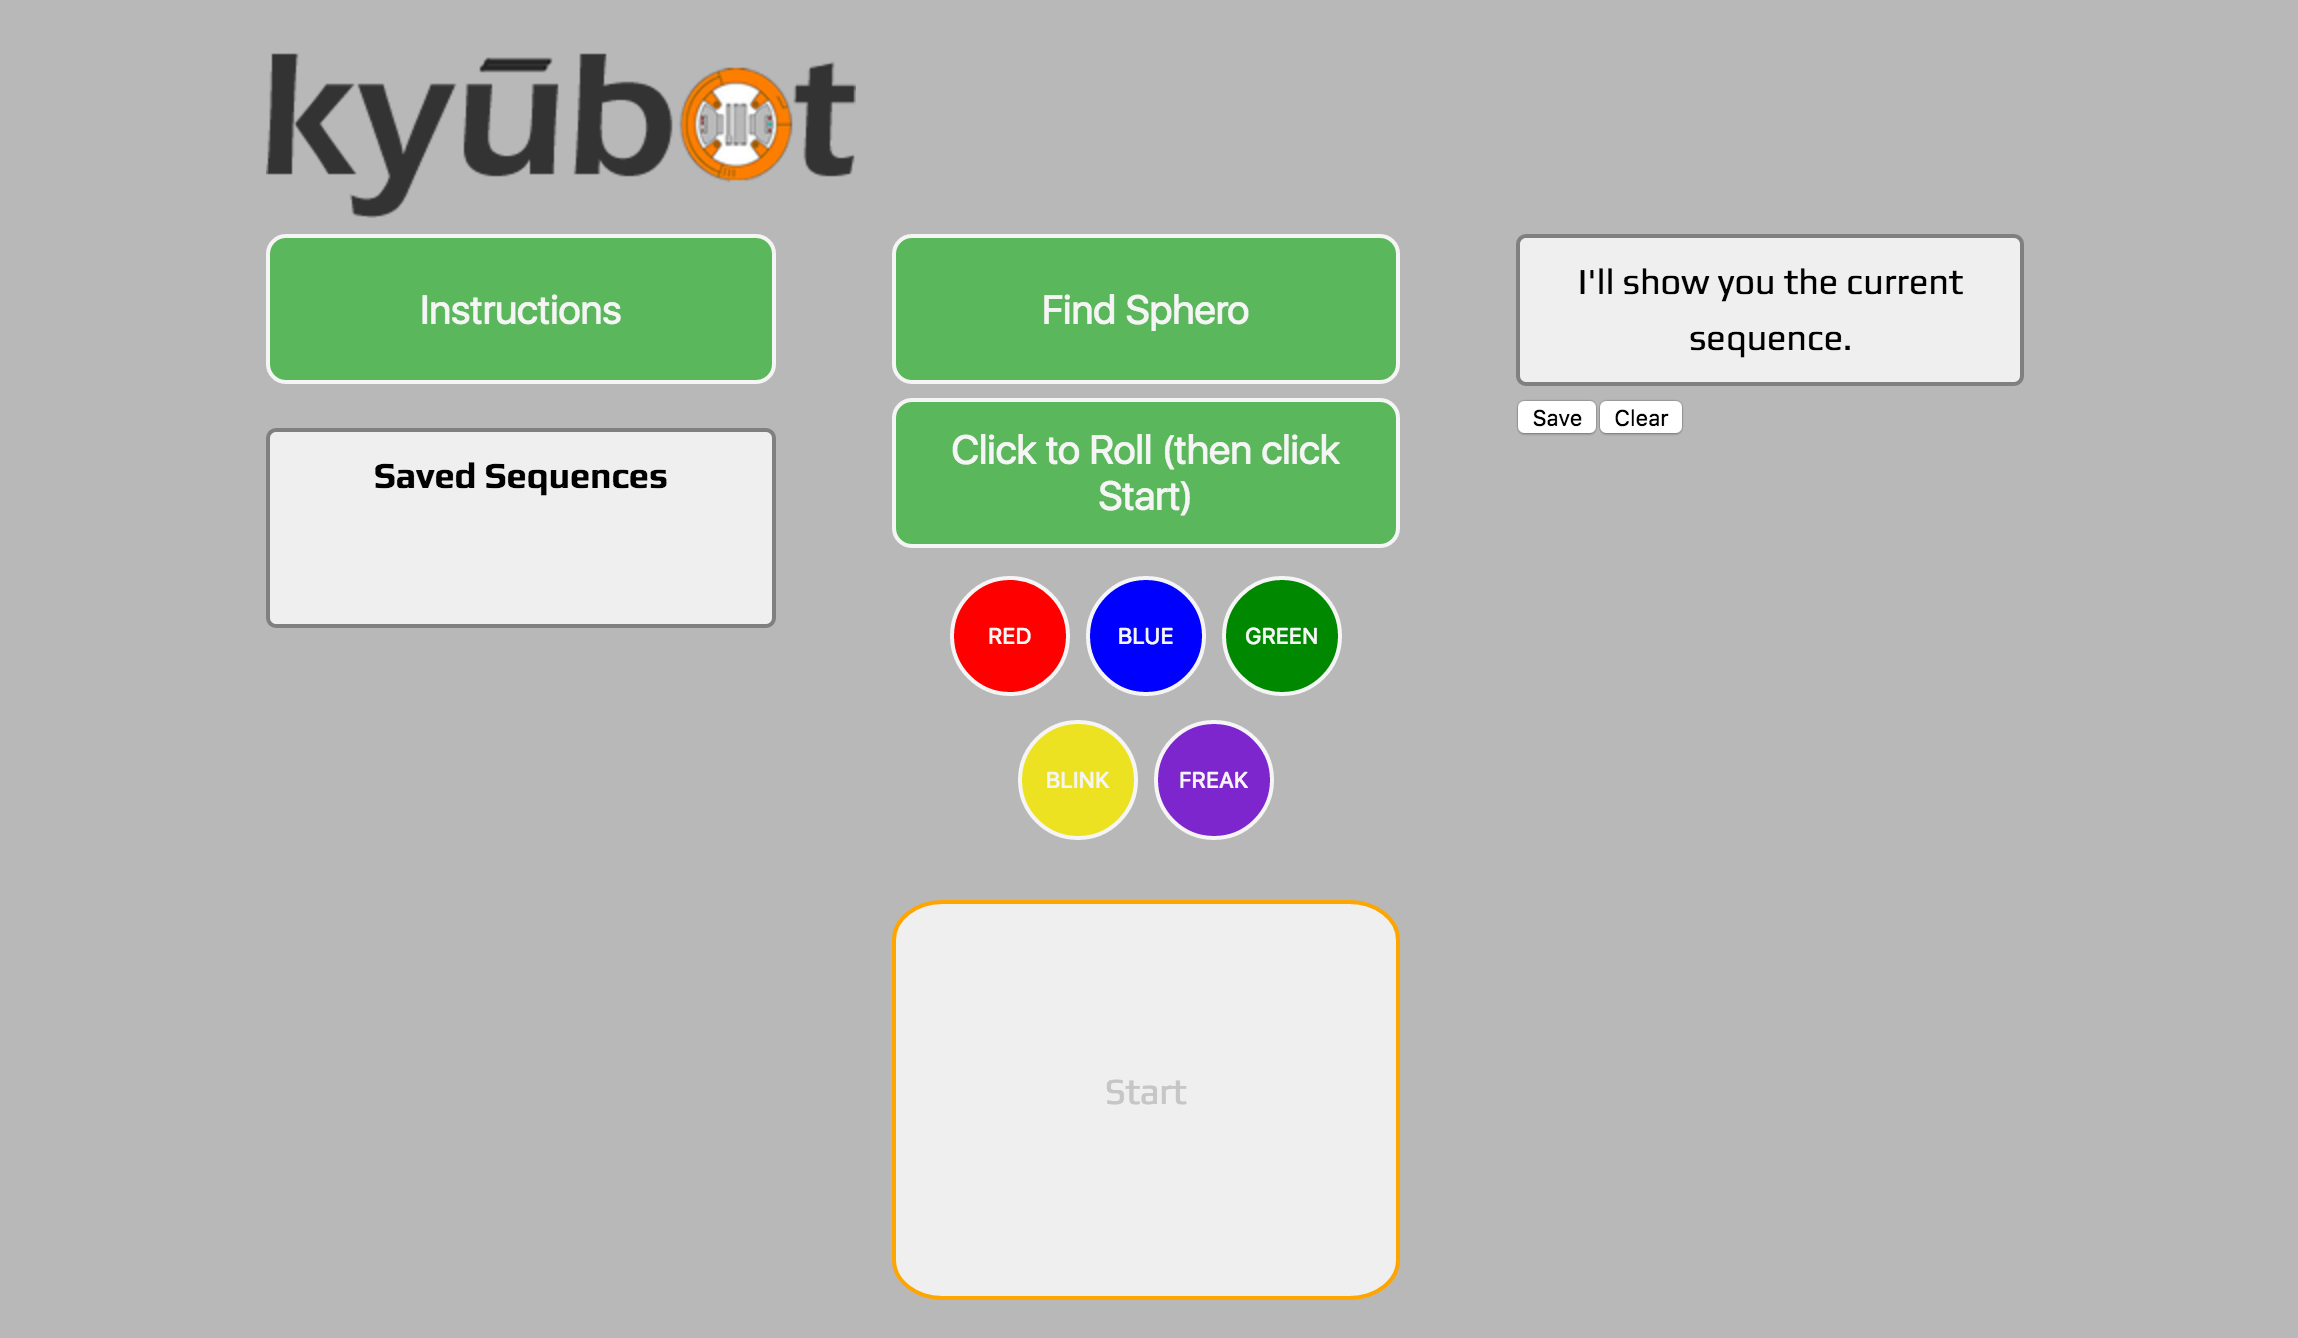 kyūbot
Instructions
Find Sphero
I'll show you the current
sequence.
Save
Clear
Saved Sequences
Click to Roll (then click
Start)
RED
BLUE
GREEN
BLINK
FREAK
Start